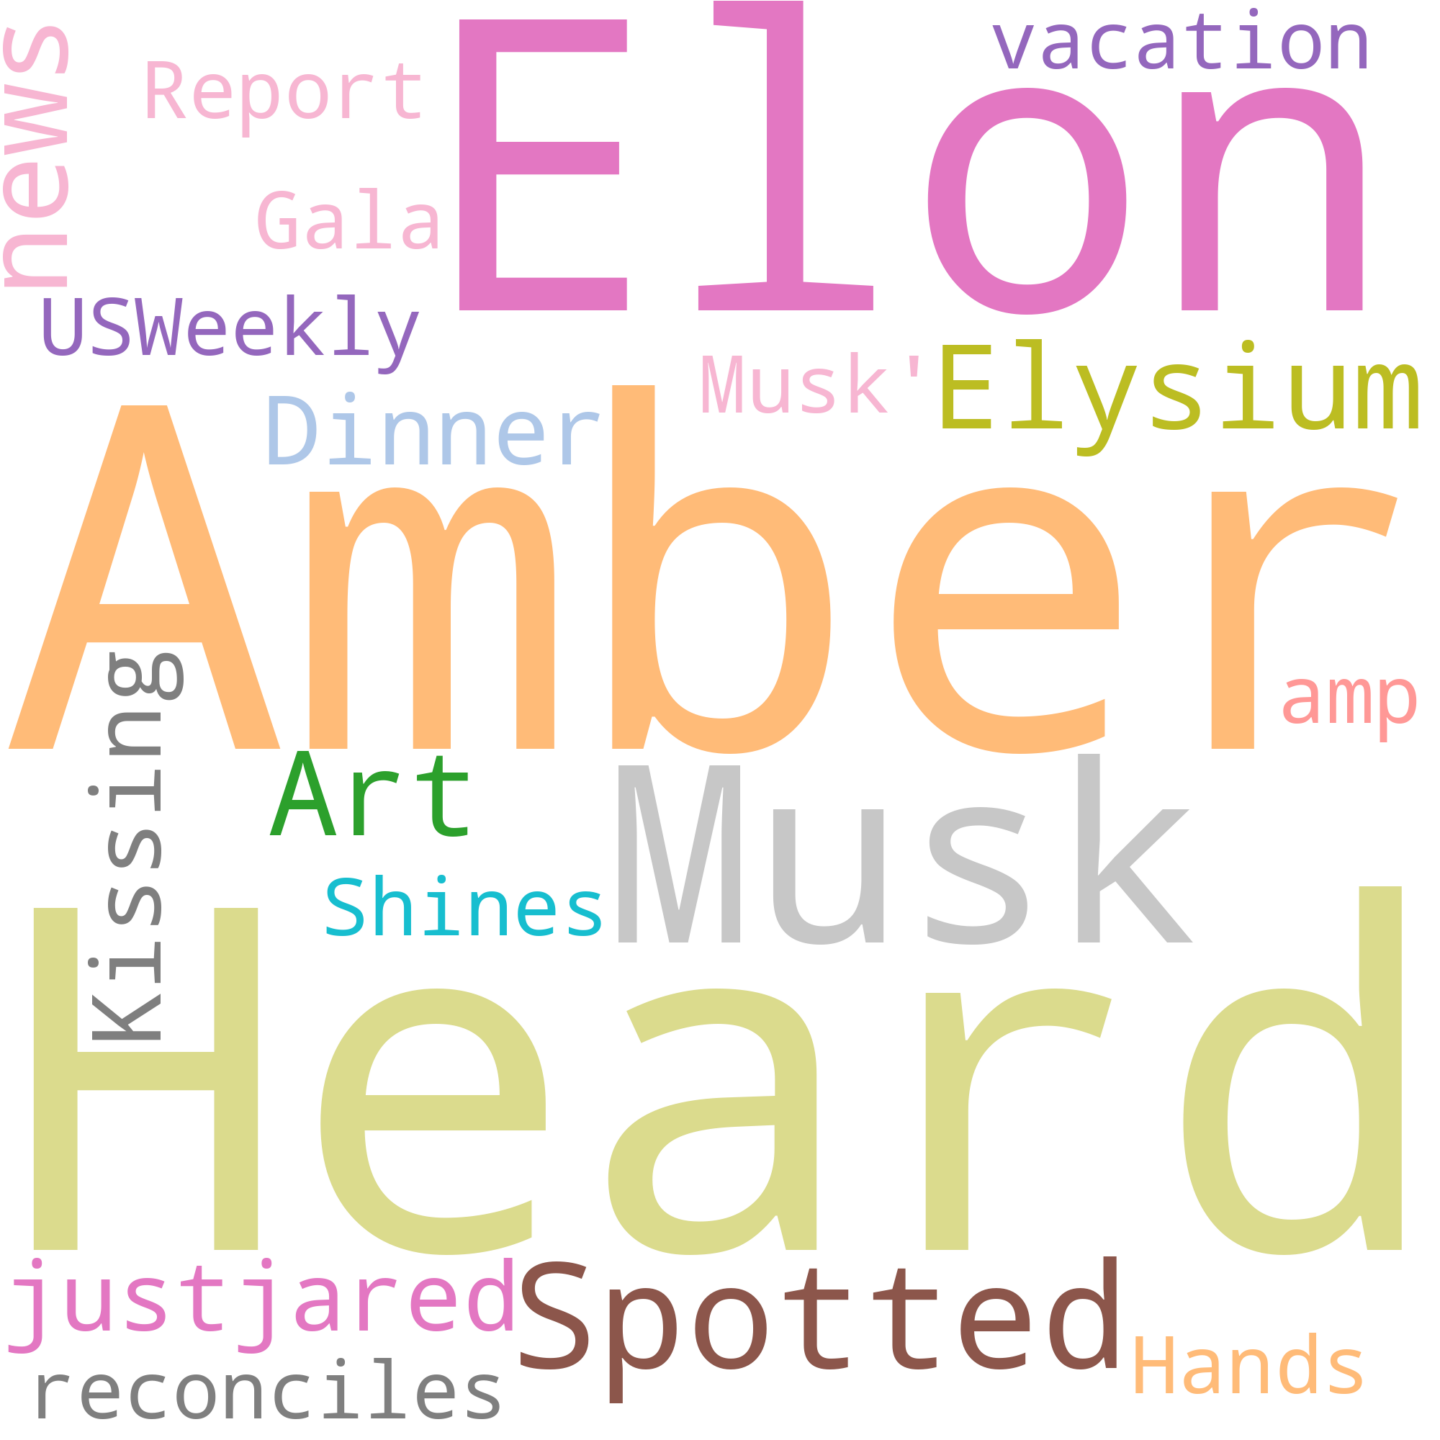 news
Report
Elon
vacation
Gala
USWeekly
Musk'
Elysium
Dinner
Amber
Kissing
amp
Art
Musk
Shines
Heard
justjared
Spotted
Hands
reconciles